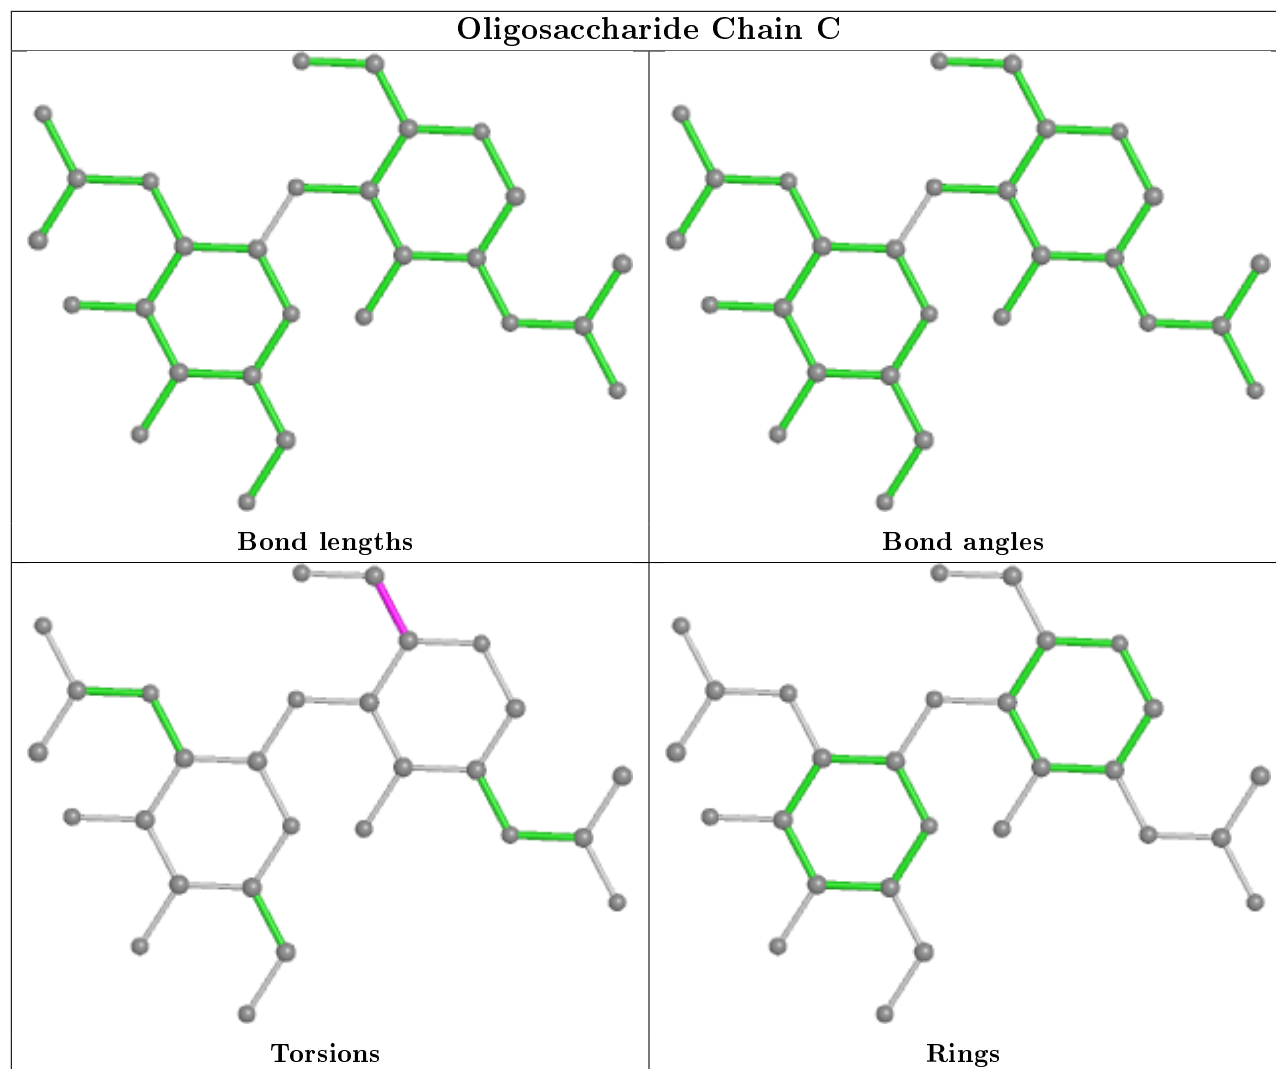 Oligosaccharide Chain C
Bond lengths
Bond angles
Torsions
Rings